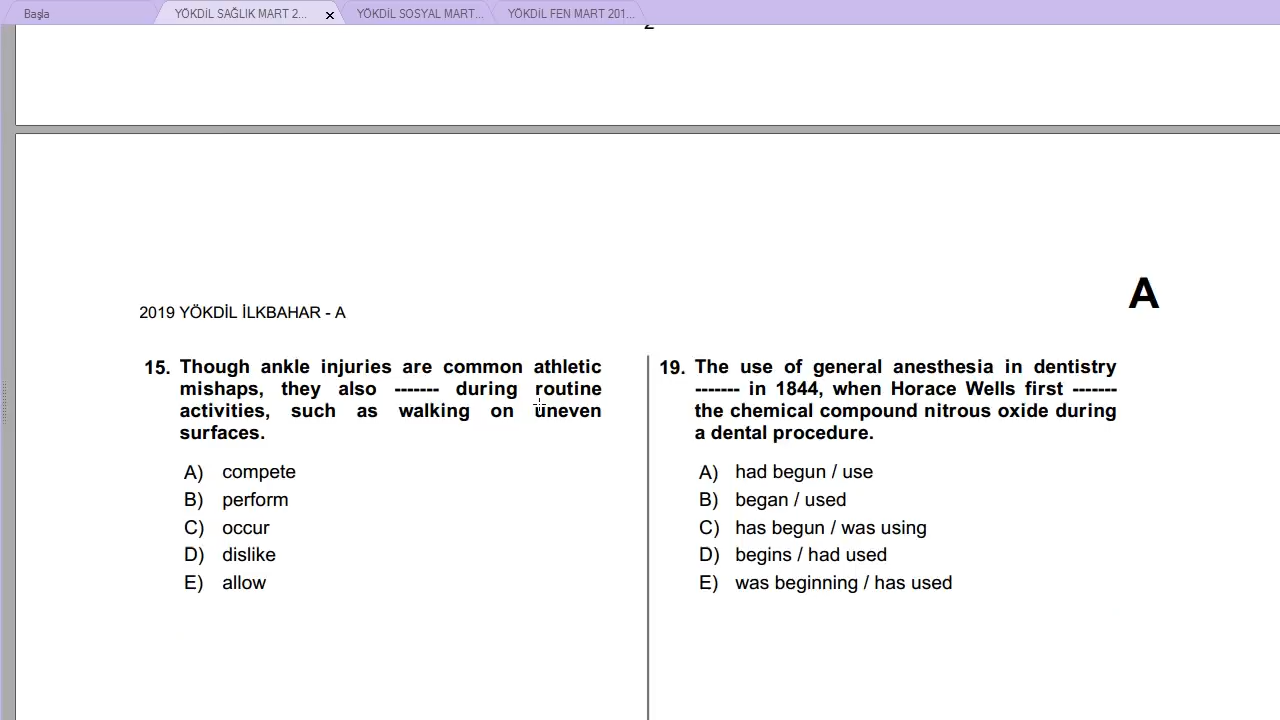 Başla
YÖKDİL SAĞLIK MART 2...
YÖKDİL SOSYAL MART...
YÖKDİL FEN MART 201...
2
A
2019 YÖKDİL İLKBAHAR - A
15. Though ankle injuries are common athletic
mishaps, they also ------- during routine
activities, such as walking on uneven
surfaces.
A) compete
B) perform
C) occur
D) dislike
E) allow
19. The use of general anesthesia in dentistry
------- in 1844, when Horace Wells first -------
the chemical compound nitrous oxide during
a dental procedure.
A) had begun / use
B) began / used
C) has begun / was using
D) begins / had used
E) was beginning / has used